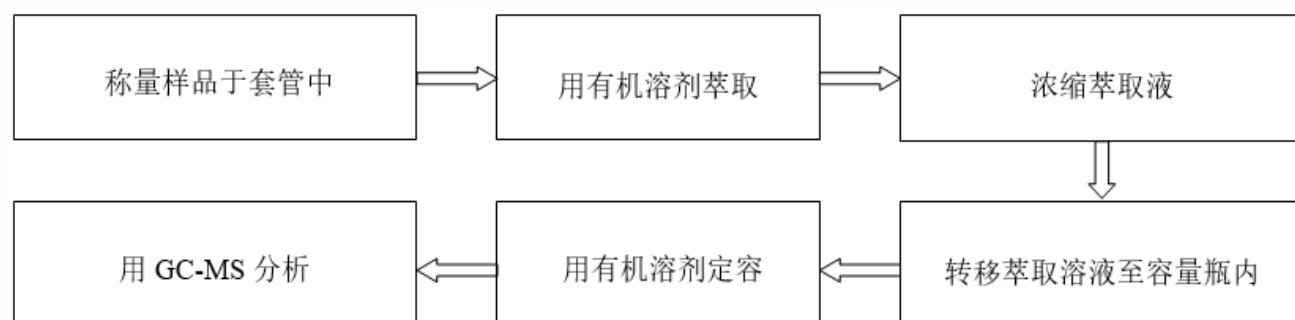 称量样品于套管中
用有机溶剂萃取
浓缩萃取液
转移萃取溶液至容量瓶内
用有机溶剂定容
用 GC-MS 分析